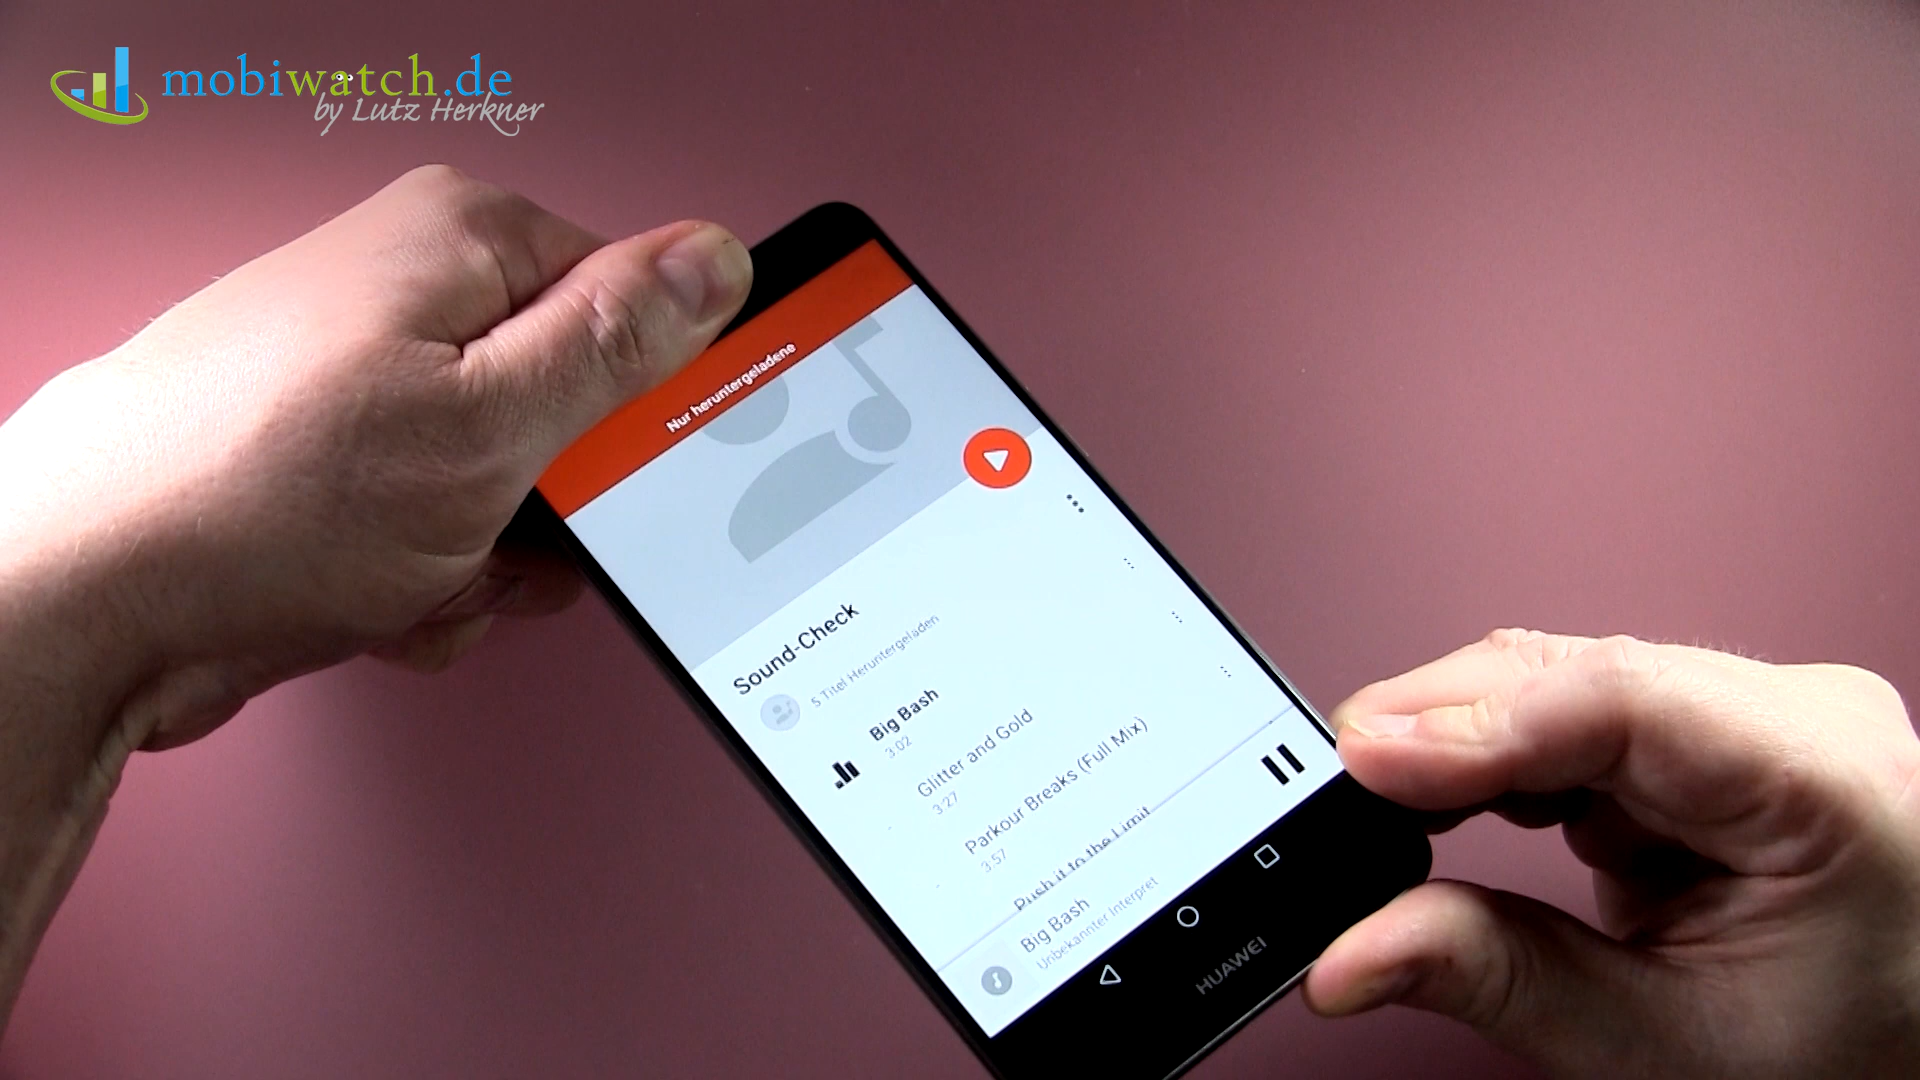 mobiwatch.de
by Lutz Herkner
Nur heruntergeladene
Sound-Check
5 Titel Heruntergeladen
Big Bash
3:02
Glitter and Gold
3:27
Parkour Breaks (Full Mix)
3:57
Push it to the Limit
Big Bash
Unbekannter Interpret
HUAWEI